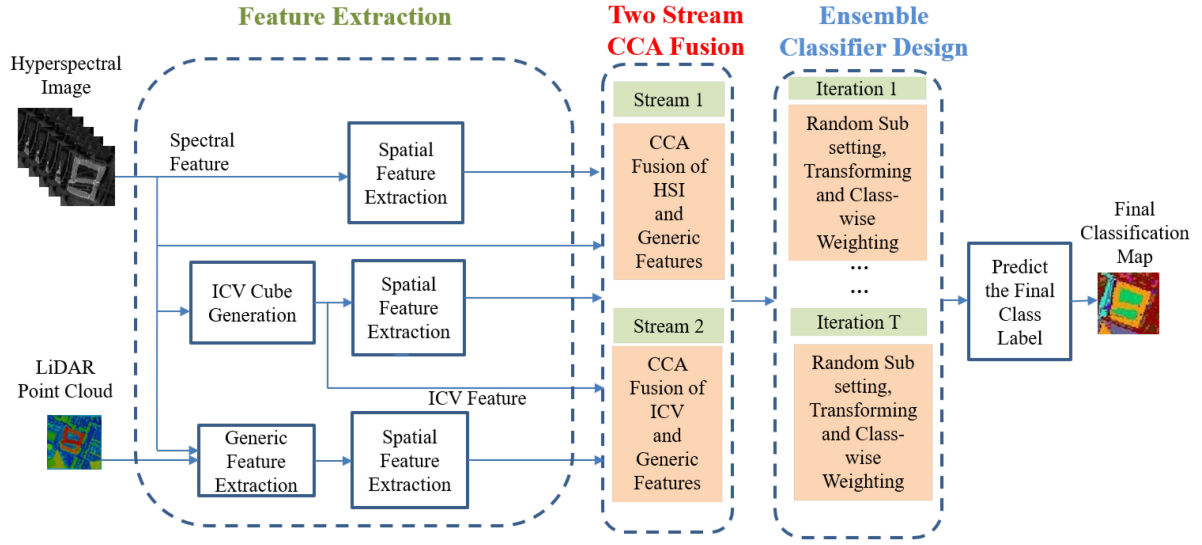 Feature Extraction
Two Stream
CCA Fusion
Ensemble
Classifier Design
Hyperspectral
Image
Spectral
Feature
Spatial
Feature
Extraction
ICV Cube
Generation
Spatial
Feature
Extraction
LiDAR
Point Cloud
ICV Feature
Generic
Feature
Extraction
Spatial
Feature
Extraction
Stream 1
CCA
Fusion of
HSI
and
Generic
Features
Stream 2
CCA
Fusion of
ICV
and
Generic
Features
Iteration 1
Random Sub
setting,
Transforming
and Class-
wise
Weighting
...
...
Iteration T
Random Sub
setting,
Transforming
and Class-
wise
Weighting
Predict
the Final
Class
Label
Final
Classification
Map